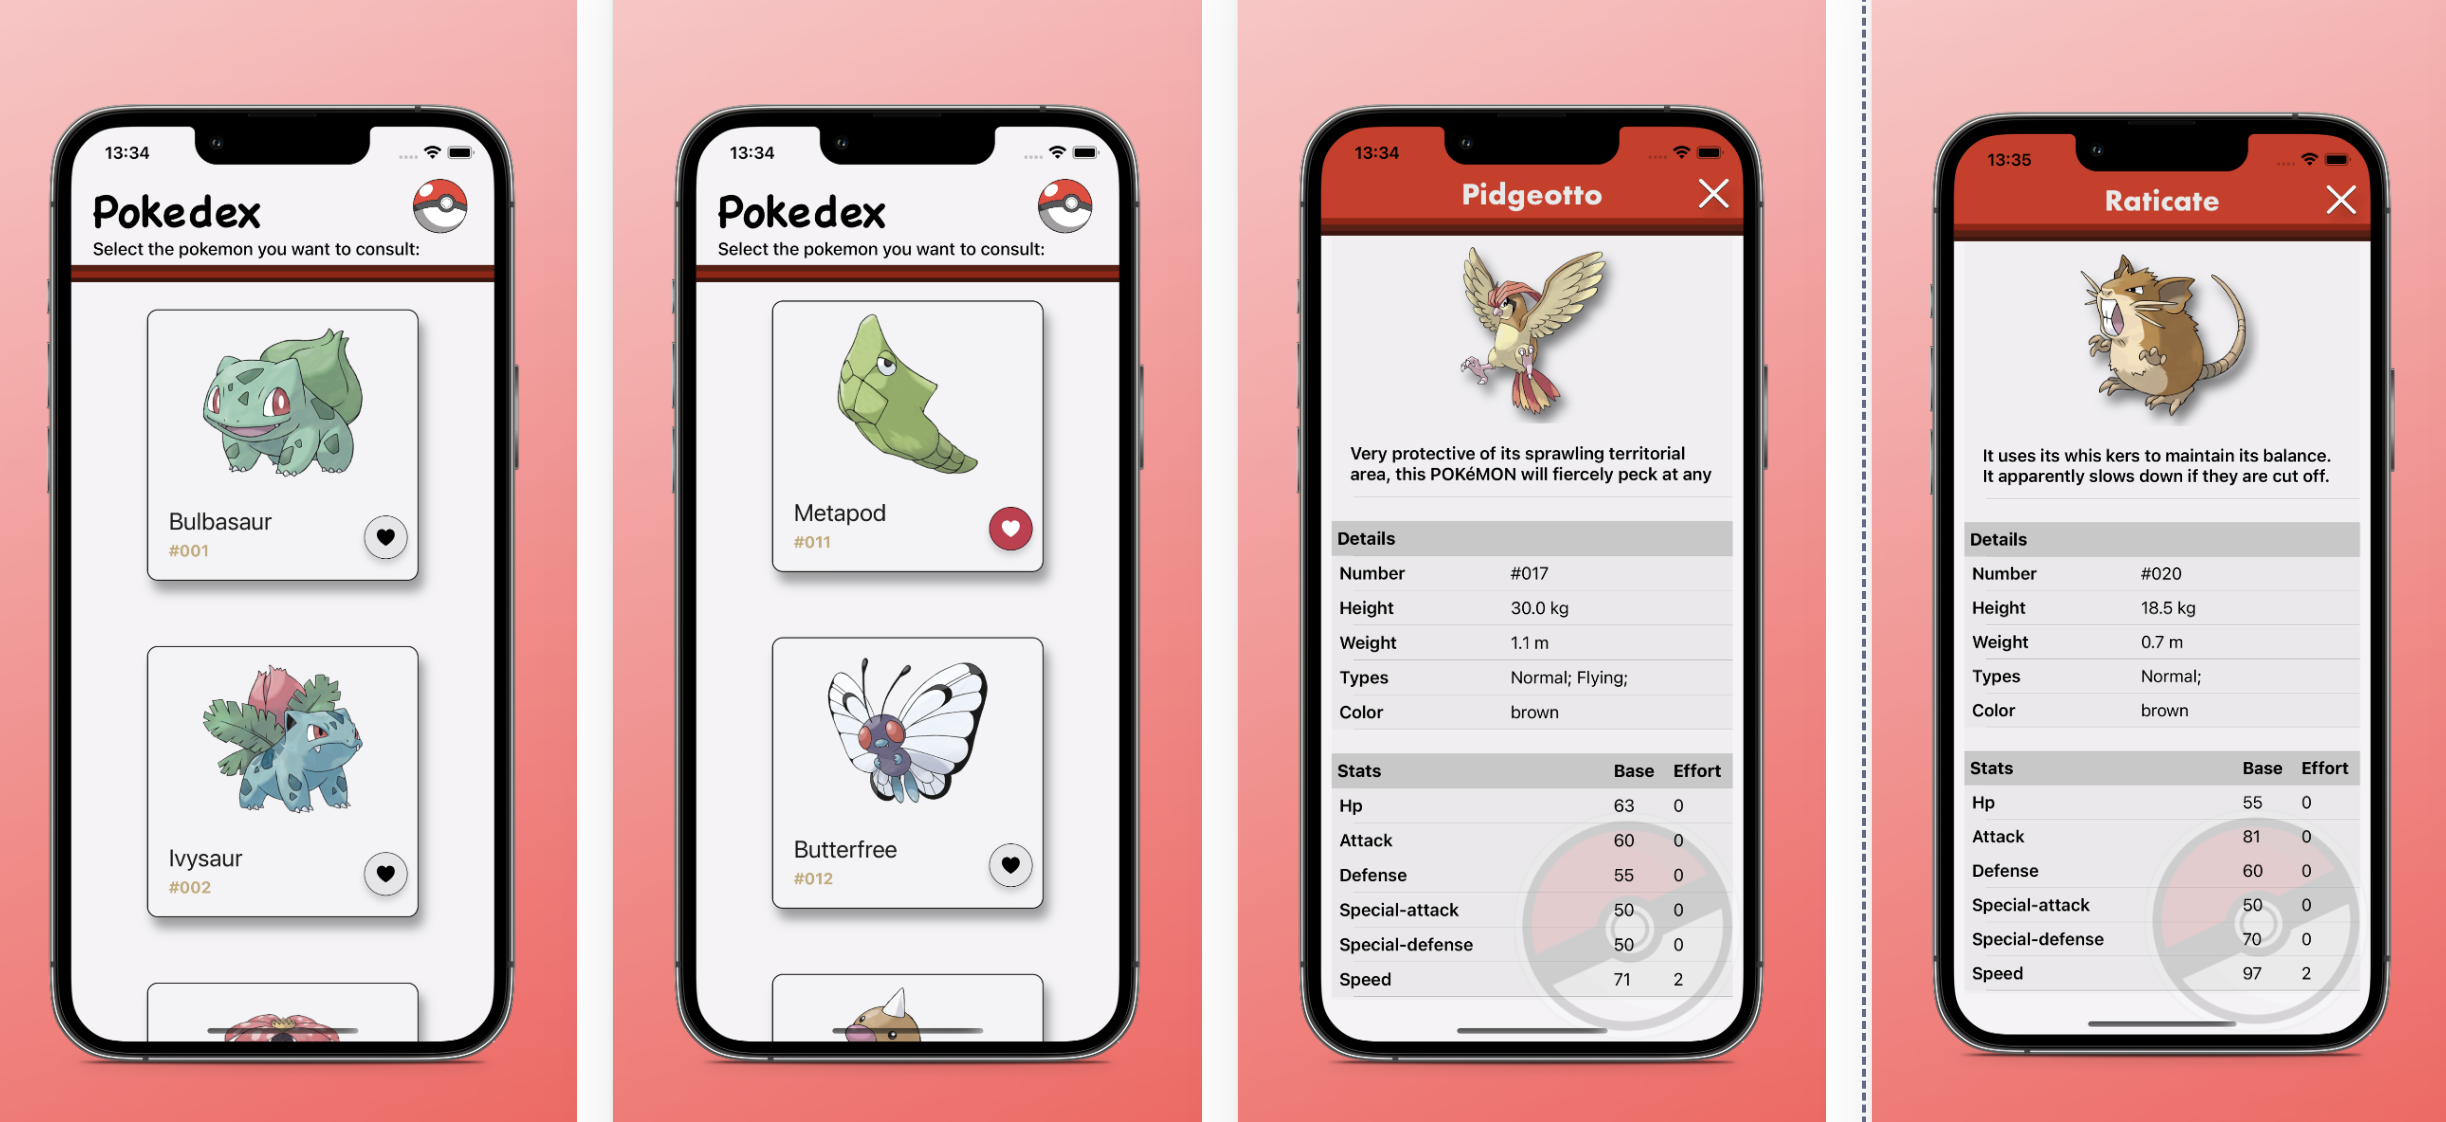 13:34
Pokedex
Select the pokemon you want to consult:
Bulbasaur
#001
Ivysaur
#002
13:34
Pokedex
Select the pokemon you want to consult:
Metapod
#011
Butterfree
#012
13:34
Pidgeotto
Very protective of its sprawling territorial
area, this POKéMON will fiercely peck at any
Details
Number #017
Height 30.0 kg
Weight 1.1 m
Types Normal; Flying;
Color brown
Stats Base Effort
Hp 63 0
Attack 60 0
Defense 55 0
Special-attack 50 0
Special-defense 50 0
Speed 71 2
13:35
Raticate
It uses its whis kers to maintain its balance.
It apparently slows down if they are cut off.
Details
Number #020
Height 18.5 kg
Weight 0.7 m
Types Normal;
Color brown
Stats Base Effort
Hp 55 0
Attack 81 0
Defense 60 0
Special-attack 50 0
Special-defense 70 0
Speed 97 2